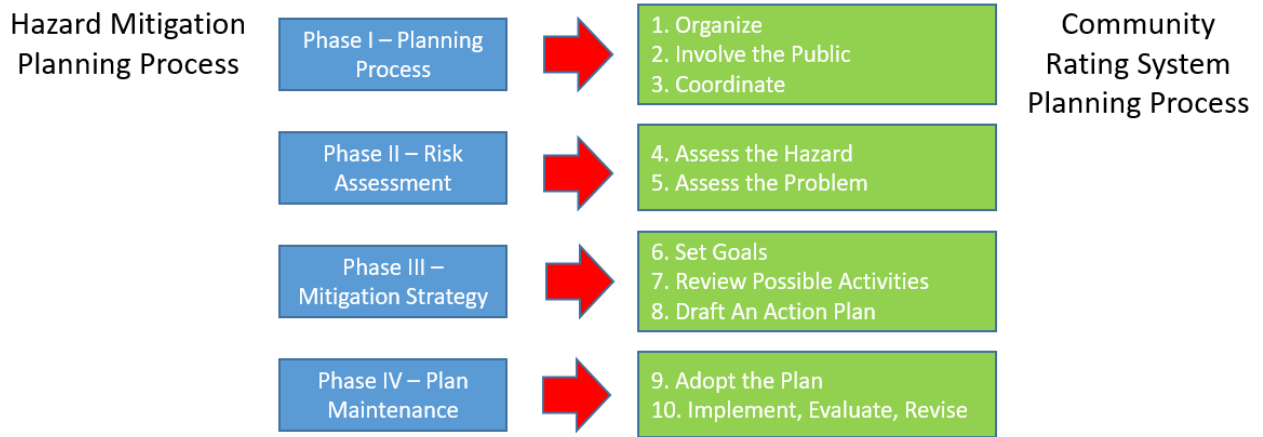 Hazard Mitigation
Planning Process
Phase I – Planning
Process
1. Organize
2. Involve the Public
3. Coordinate
Community
Rating System
Planning Process
Phase II – Risk
Assessment
4. Assess the Hazard
5. Assess the Problem
Phase III –
Mitigation Strategy
6. Set Goals
7. Review Possible Activities
8. Draft An Action Plan
Phase IV – Plan
Maintenance
9. Adopt the Plan
10. Implement, Evaluate, Revise